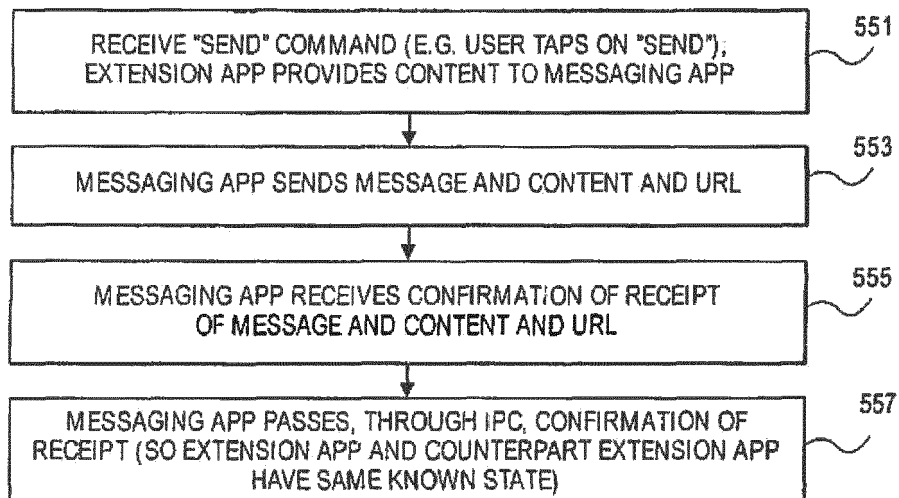 RECEIVE "SEND" COMMAND (E.G. USER TAPS ON "SEND"),
EXTENSION APP PROVIDES CONTENT TO MESSAGING APP
551
MESSAGING APP SENDS MESSAGE AND CONTENT AND URL
553
MESSAGING APP RECEIVES CONFIRMATION OF RECEIPT
OF MESSAGE AND CONTENT AND URL
555
MESSAGING APP PASSES, THROUGH IPC, CONFIRMATION OF
RECEIPT (SO EXTENSION APP AND COUNTERPART EXTENSION APP
HAVE SAME KNOWN STATE)
557